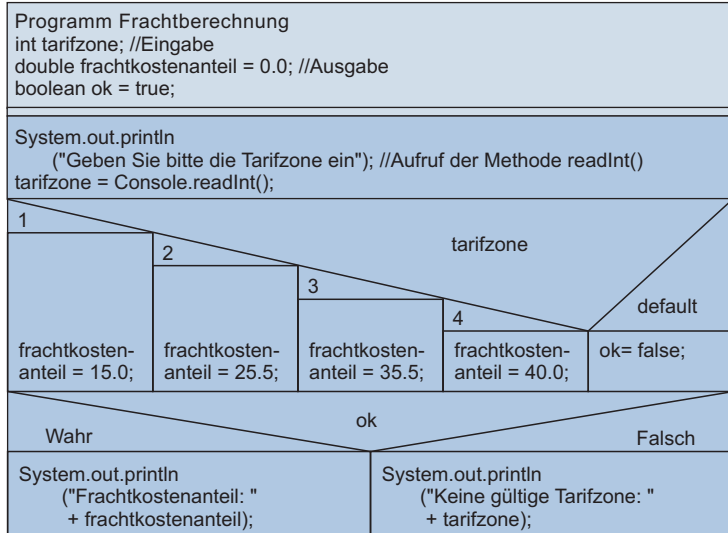 Programm Frachtberechnung
int tarifzone; //Eingabe
double frachtkostenanteil = 0.0; //Ausgabe
boolean ok = true;
System.out.println
("Geben Sie bitte die Tarifzone ein"); //Aufruf der Methode readInt()
tarifzone = Console.readInt();
1
2
3
4
tarifzone
default
frachtkosten-
anteil = 15.0;
frachtkosten-
anteil = 25.5;
frachtkosten-
anteil = 35.5;
frachtkosten-
anteil = 40.0;
ok= false;
ok
Wahr
Falsch
System.out.println
("Frachtkostenanteil: "
+ frachtkostenanteil);
System.out.println
("Keine gültige Tarifzone: "
+ tarifzone);